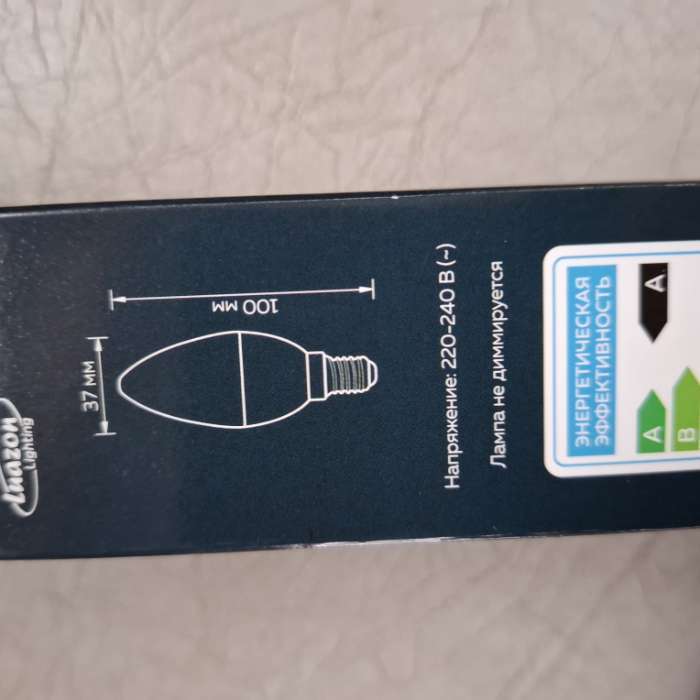 Luazon
Lighting
37 мм
100 мм
Напряжение: 220-240 В (~)
Лампа не диммируется
ЭНЕРГЕТИЧЕСКАЯ
ЭФФЕКТИВНОСТЬ
A
A
B